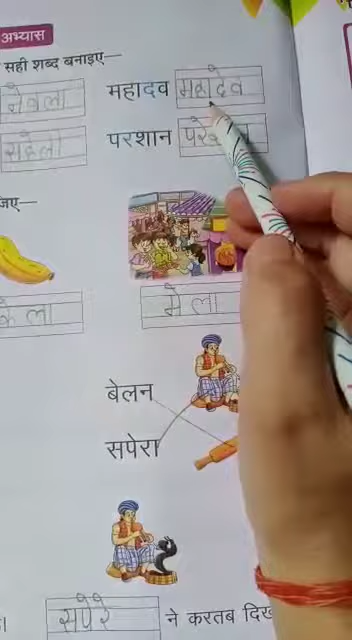 अभ्यास
सही शब्द बनाइए—
नेवला महादव महादेव
सहेली परशान
जिए—
केला मेला
बेलन
सपेरा
सपेरे ने करतब दिख